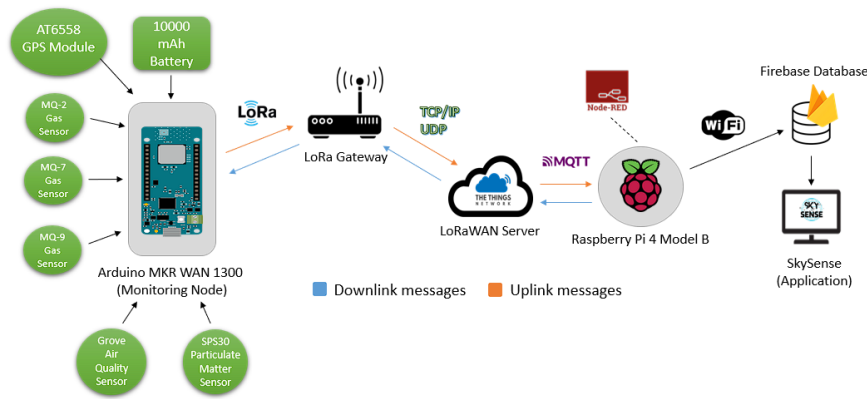 AT6558
GPS Module
10000
mAh
Battery
MQ-2
Gas
Sensor
MQ-7
Gas
Sensor
MQ-9
Gas
Sensor
Arduino MKR WAN 1300
(Monitoring Node)
Grove
Air
Quality
Sensor
SPS30
Particulate
Matter
Sensor
LoRa
LoRa Gateway
TCP/IP
UDP
THE THINGS
NETWORK
LoRaWAN Server
MQTT
Node-RED
Raspberry Pi 4 Model B
WiFi
Firebase Database
SKY
SENSE
SkySense
(Application)
Downlink messages
Uplink messages